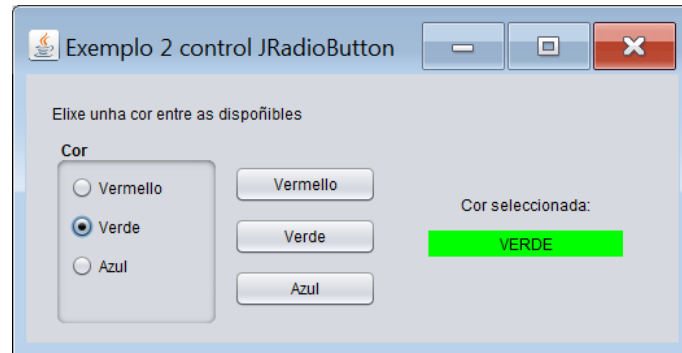 Exemplo 2 control JRadioButton
Elixe unha cor entre as dispoñibles
Cor
Vermello
Verde
Azul
Vermello
Verde
Azul
Cor seleccionada:
VERDE